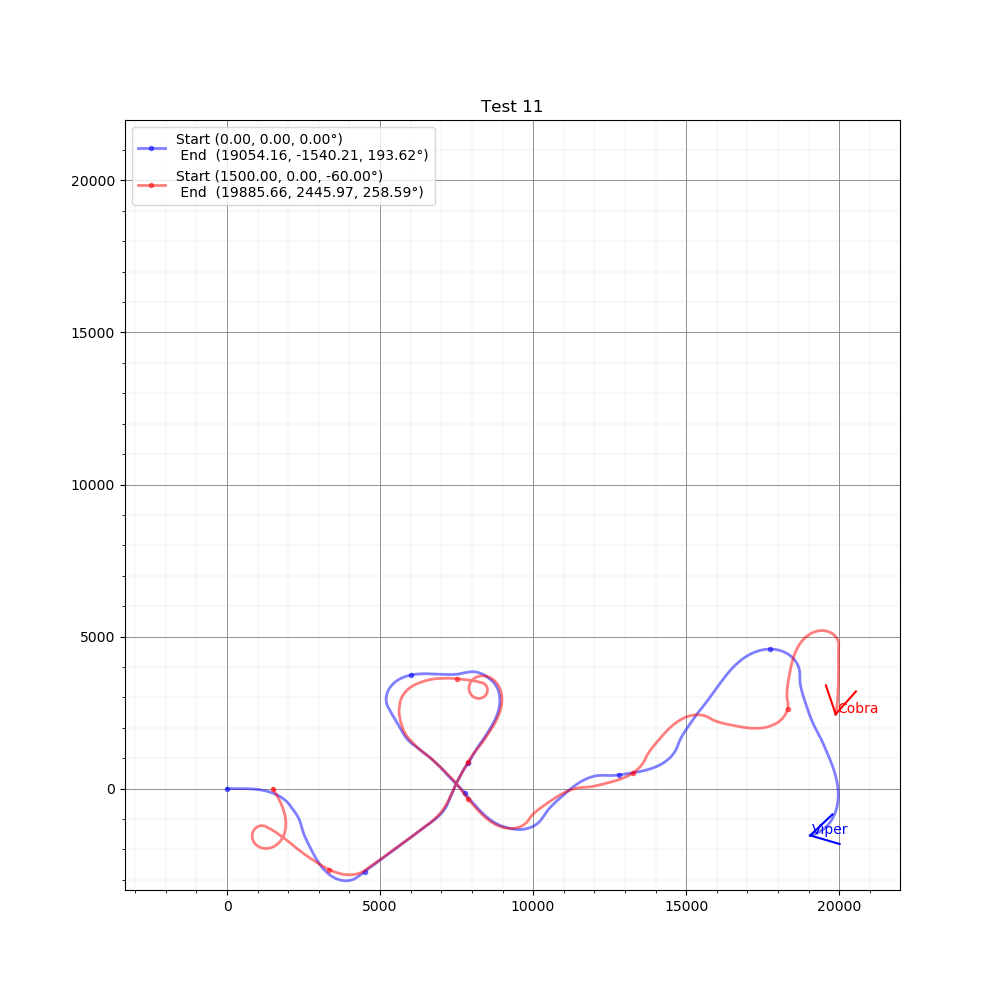 Test 11
Start (0.00, 0.00, 0.00°)
End (19054.16, -1540.21, 193.62°)
Start (1500.00, 0.00, -60.00°)
End (19885.66, 2445.97, 258.59°)
20000
15000
10000
5000
0
Cobra
Viper
0
5000
10000
15000
20000